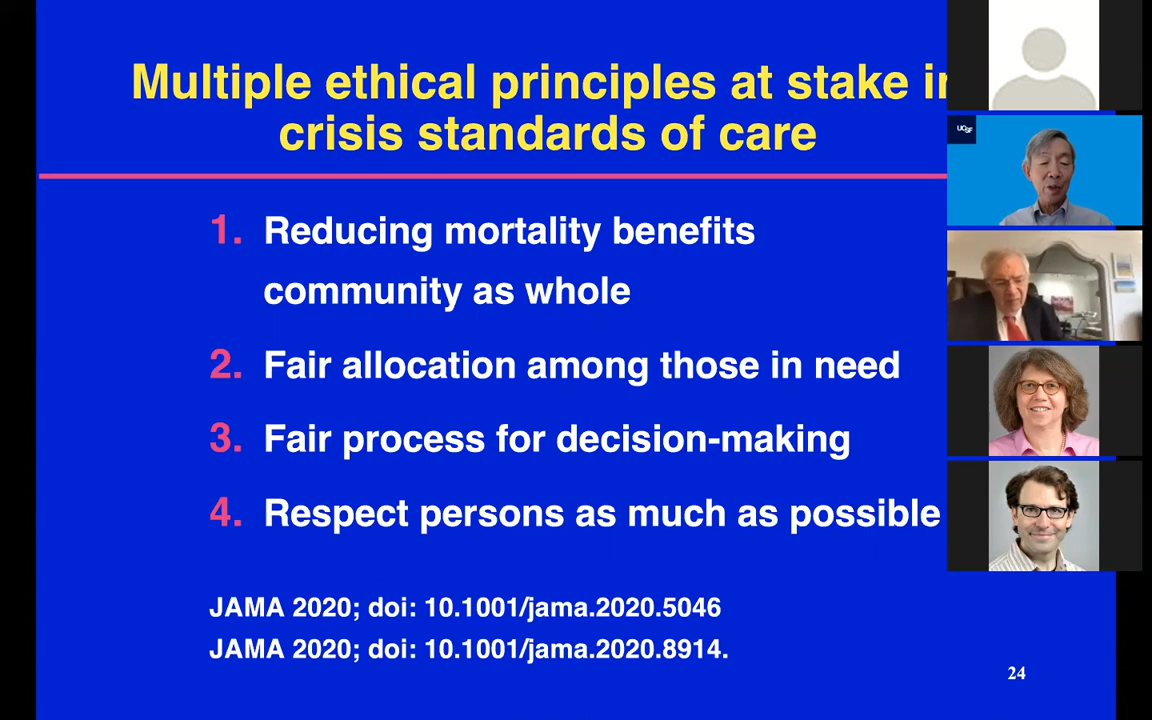 Multiple ethical principles at stake in
crisis standards of care
1. Reducing mortality benefits
community as whole
2. Fair allocation among those in need
3. Fair process for decision-making
4. Respect persons as much as possible
JAMA 2020; doi: 10.1001/jama.2020.5046
JAMA 2020; doi: 10.1001/jama.2020.8914.
24
UCSF